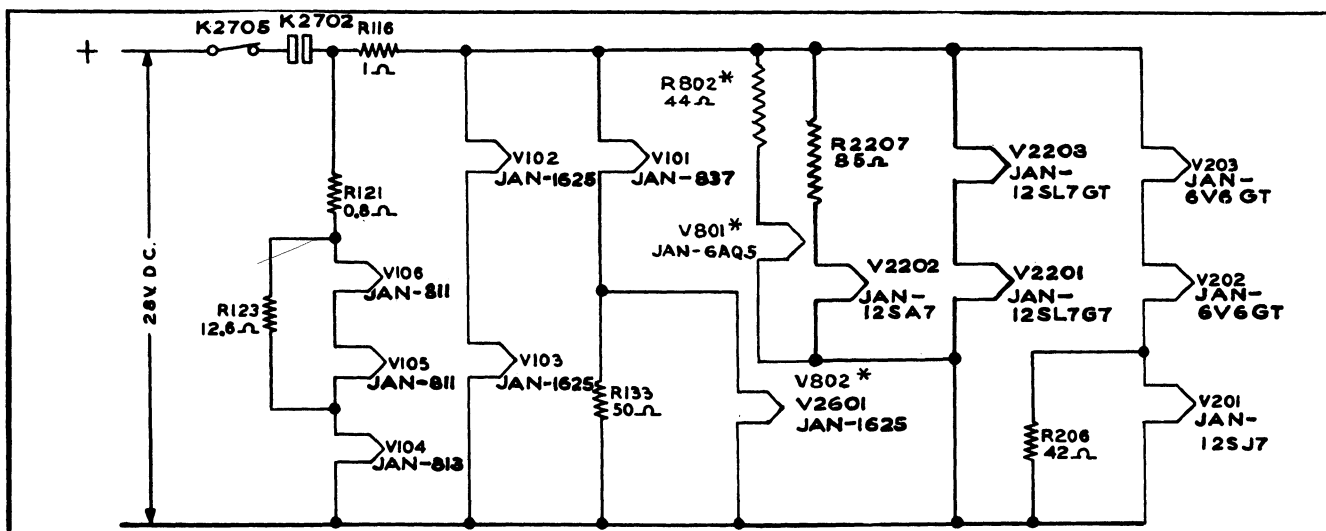 K2705
K2702
R116
1Ω
+
28V. D C.
R121
0.8Ω
R123
12.6Ω
V106
JAN-811
V105
JAN-811
V104
JAN-813
V102
JAN-1625
V103
JAN-1625
V101
JAN-837
R133
50Ω
R802*
44Ω
V801*
JAN-6AQ5
V802 *
V2601
JAN-1625
R2207
85Ω
V2202
JAN-
12SA7
V2203
JAN-
12SL7GT
V2201
JAN-
12SL7G7
V203
JAN-
6V6GT
V202
JAN-
6V6GT
V201
JAN-
12SJ7
R206
42Ω